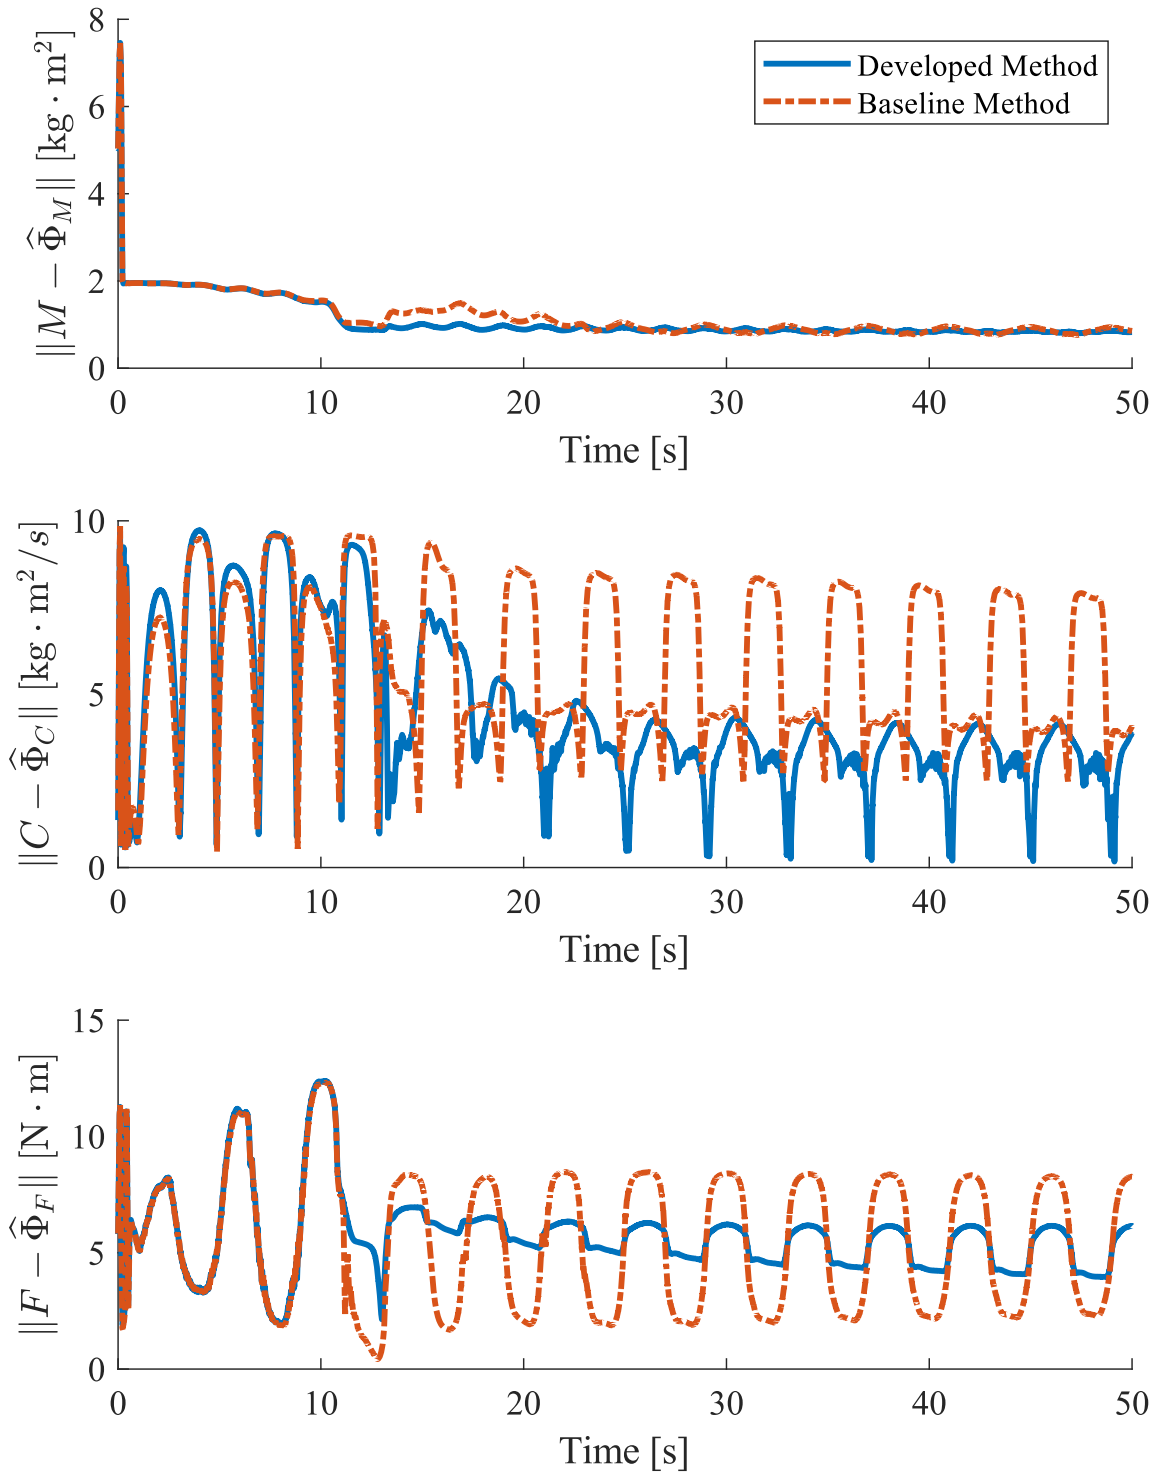 8
6
4
2
0
‖M − Φ̂_M‖ [kg · m²]
Developed Method
Baseline Method
0 10 20 30 40 50
Time [s]
10
5
0
‖C − Φ̂_C‖ [kg · m²/s]
0 10 20 30 40 50
Time [s]
15
10
5
0
‖F − Φ̂_F‖ [N · m]
0 10 20 30 40 50
Time [s]